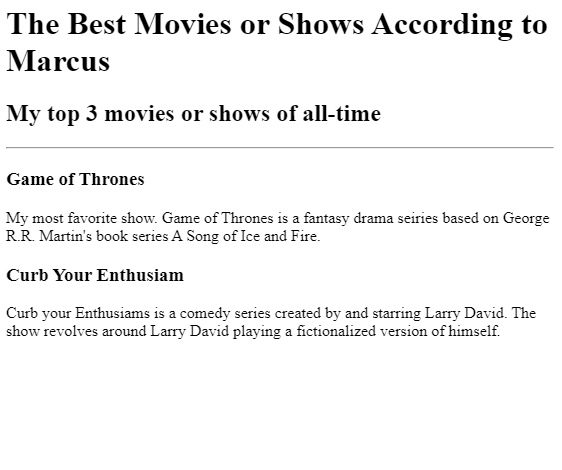 The Best Movies or Shows According to
Marcus
My top 3 movies or shows of all-time
Game of Thrones
My most favorite show. Game of Thrones is a fantasy drama seiries based on George
R.R. Martin's book series A Song of Ice and Fire.
Curb Your Enthusiam
Curb your Enthusiams is a comedy series created by and starring Larry David. The
show revolves around Larry David playing a fictionalized version of himself.